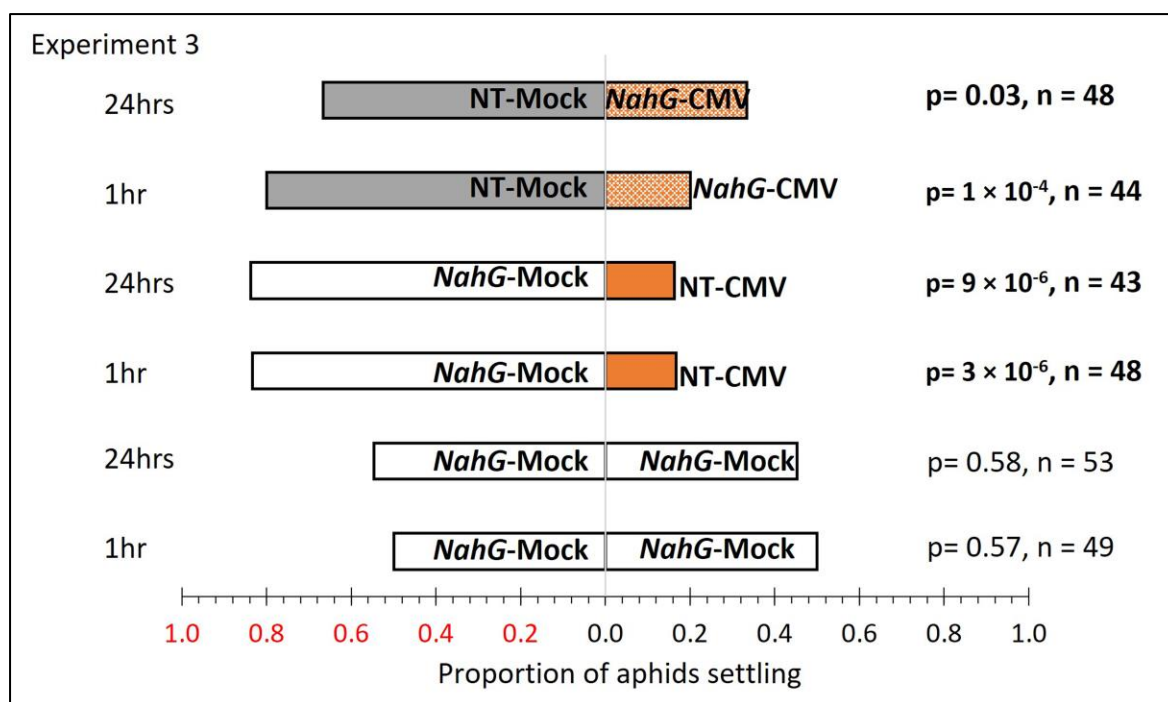 Experiment 3
24hrs NT-Mock NahG-CMV p= 0.03, n = 48
1hr NT-Mock NahG-CMV p= 1 × 10⁻⁴, n = 44
24hrs NahG-Mock NT-CMV p= 9 × 10⁻⁶, n = 43
1hr NahG-Mock NT-CMV p= 3 × 10⁻⁶, n = 48
24hrs NahG-Mock NahG-Mock p= 0.58, n = 53
1hr NahG-Mock NahG-Mock p= 0.57, n = 49
1.0 0.8 0.6 0.4 0.2 0.0 0.2 0.4 0.6 0.8 1.0
Proportion of aphids settling